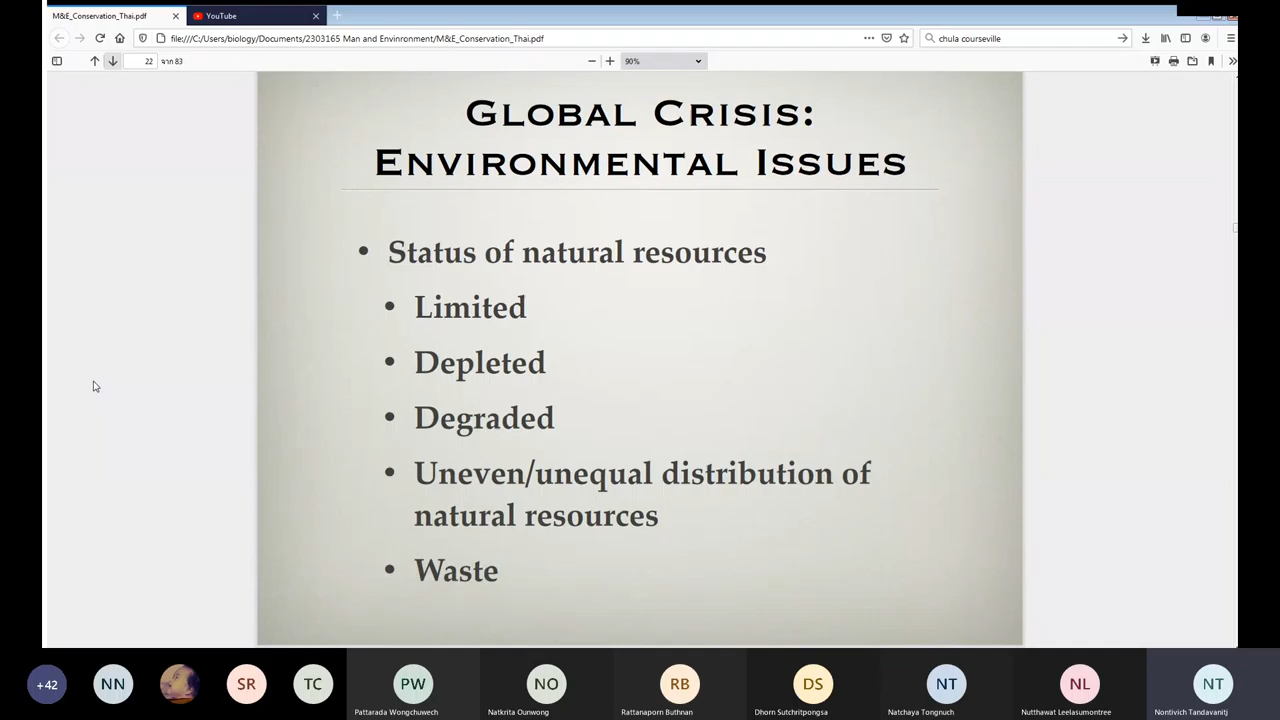 M&E_Conservation_Thai.pdf
YouTube
file:///C:/Users/biology/Documents/2303165 Man and Envinronment/M&E_Conservation_Thai.pdf
chula courseville
22 จาก 83
90%
GLOBAL CRISIS:
ENVIRONMENTAL ISSUES
• Status of natural resources
• Limited
• Depleted
• Degraded
• Uneven/unequal distribution of
natural resources
• Waste
+42
NN
SR
TC
PW
NO
RB
DS
NT
NL
NT
Pattarada Wongchuwech
Natkrita Ounwong
Rattanaporn Buthnan
Dhorn Sutchritpongsa
Natchaya Tongnuch
Nutthawat Leelasumontree
Nontivich Tandavanitj